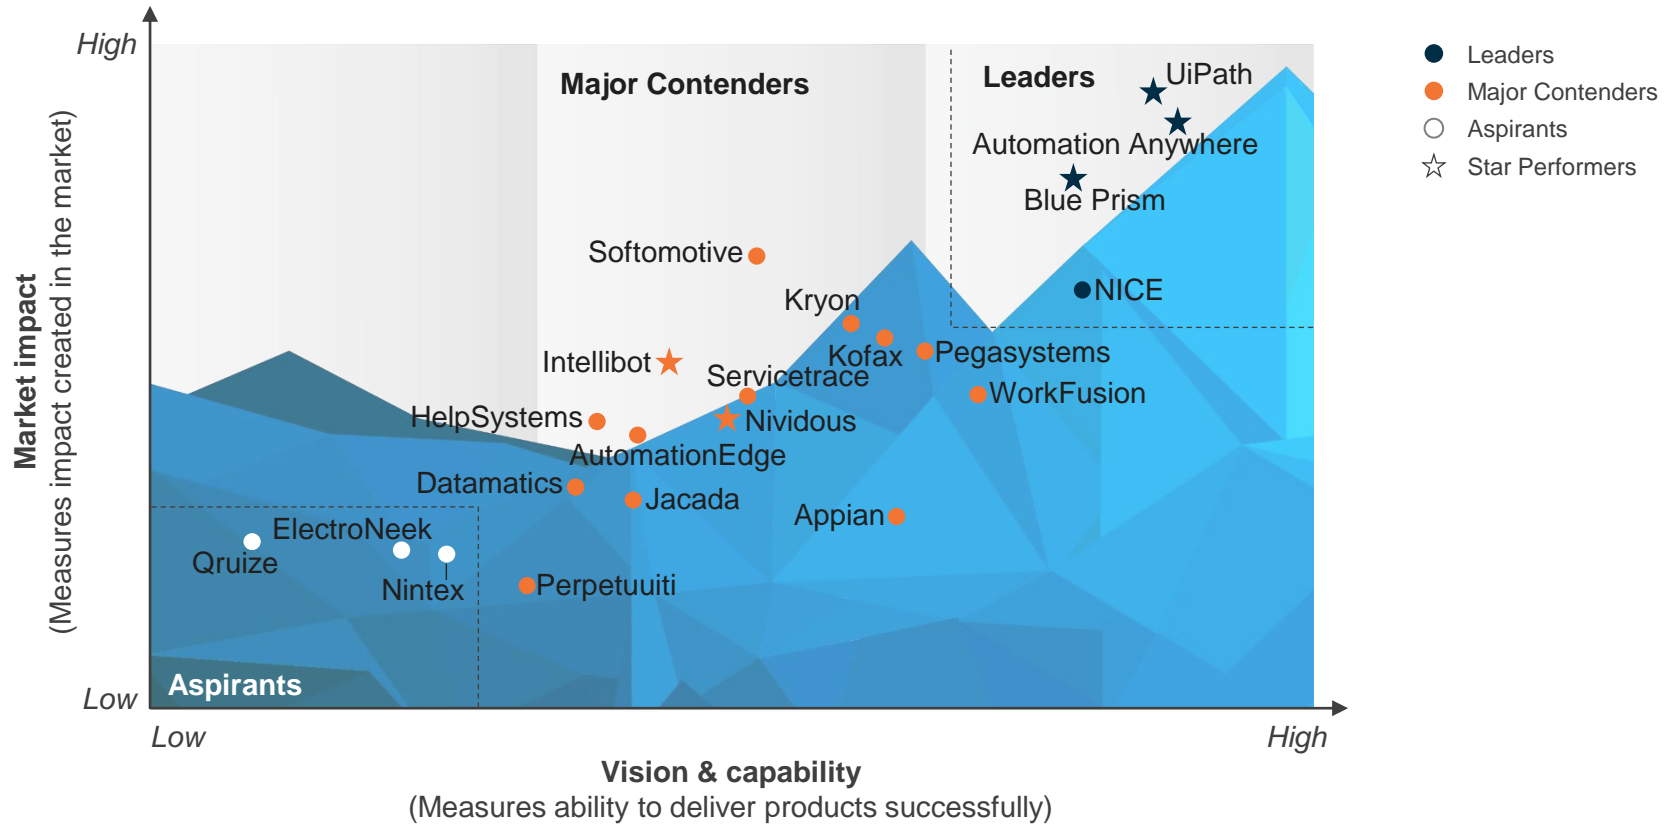 High
Major Contenders
Leaders
UiPath
Automation Anywhere
Blue Prism
Softomotive
NICE
Kryon
Intellibot
Kofax
Pegasystems
Servicetrace
WorkFusion
HelpSystems
Nividous
AutomationEdge
Datamatics
Jacada
Appian
ElectroNeek
Qruize
Nintex
Perpetuuiti
Aspirants
Low
Low
High
Market impact
(Measures impact created in the market)
Vision & capability
(Measures ability to deliver products successfully)
Leaders
Major Contenders
Aspirants
Star Performers